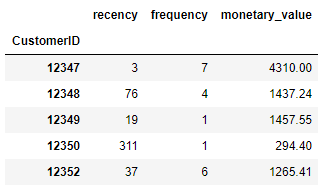 recency frequency monetary_value
CustomerID
12347 3 7 4310.00
12348 76 4 1437.24
12349 19 1 1457.55
12350 311 1 294.40
12352 37 6 1265.41